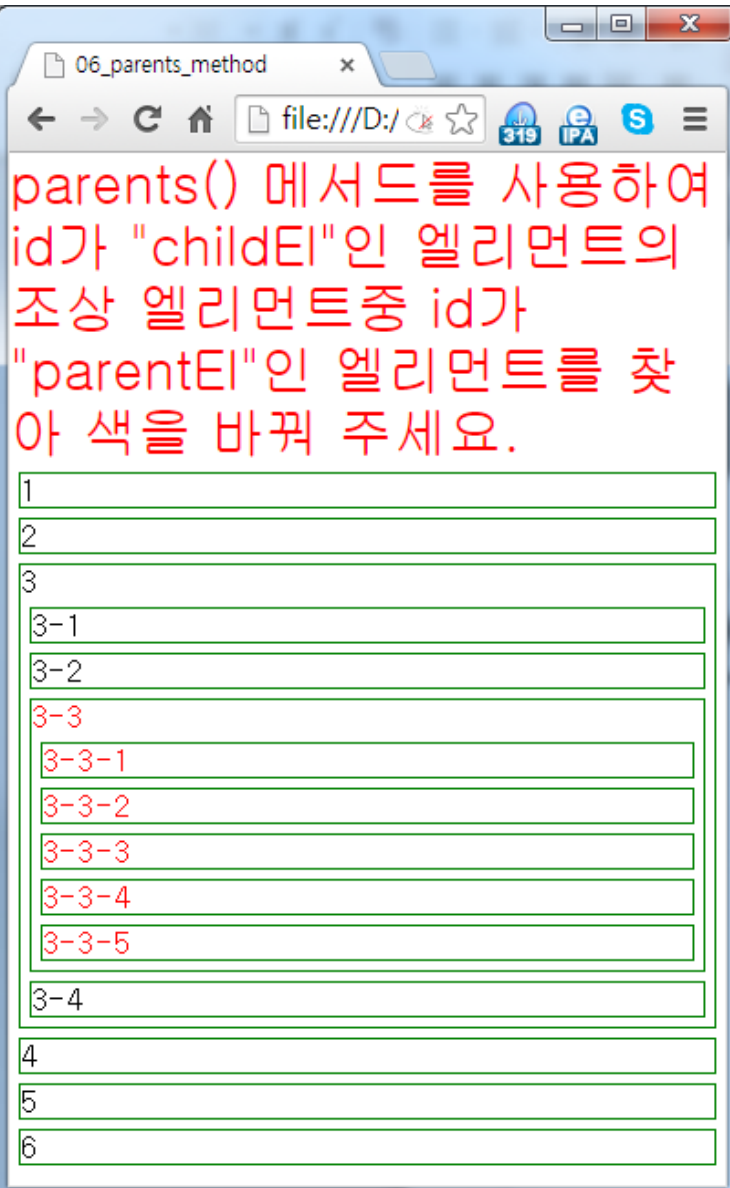 06_parents_method
file:///D:/
319
IPA
parents() 메서드를 사용하여
id가 "childEl"인 엘리먼트의
조상 엘리먼트중 id가
"parentEl"인 엘리먼트를 찾
아 색을 바꿔 주세요.
1
2
3
3-1
3-2
3-3
3-3-1
3-3-2
3-3-3
3-3-4
3-3-5
3-4
4
5
6